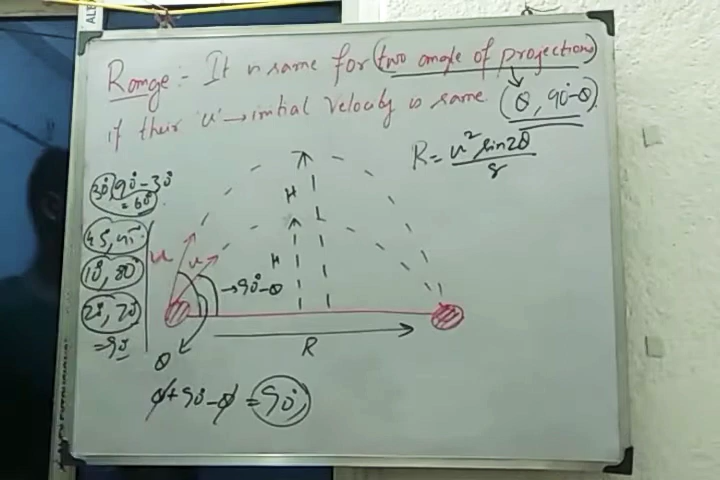 Range :- It is same for (two angle of projections)
if their 'u' → initial velocity is same. (θ, 90°-θ)
R = u² sin2θ / g
30°, 90°-30°
= 60°
45, 45°
10°, 80°
20°, 70°
= 90
H
H
u
u
→ 90°-θ
θ
R
θ + 90° - θ = 90°